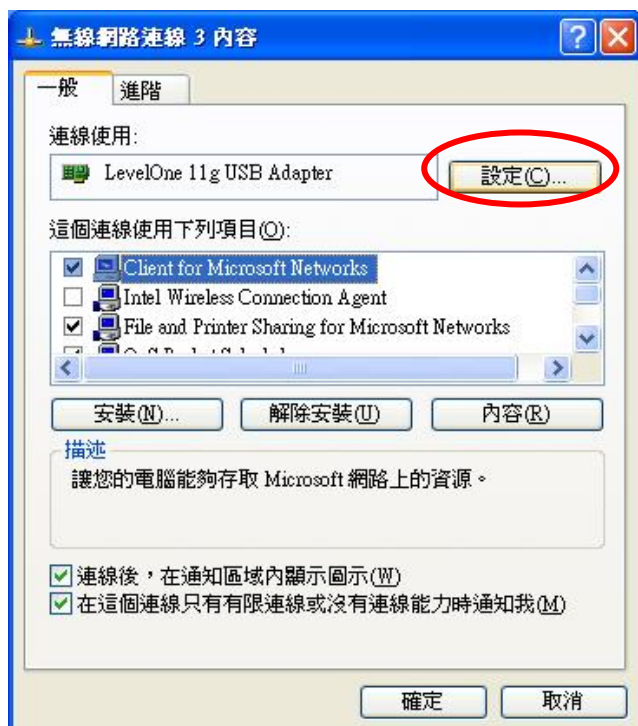 無線網路連線 3 內容
一般 進階
連線使用:
LevelOne 11g USB Adapter 設定(C)...
這個連線使用下列項目(O):
Client for Microsoft Networks
Intel Wireless Connection Agent
File and Printer Sharing for Microsoft Networks
安裝(N)... 解除安裝(U) 內容(R)
描述
讓您的電腦能夠存取 Microsoft 網路上的資源。
連線後,在通知區域內顯示圖示(W)
在這個連線只有有限連線或沒有連線能力時通知我(M)
確定 取消